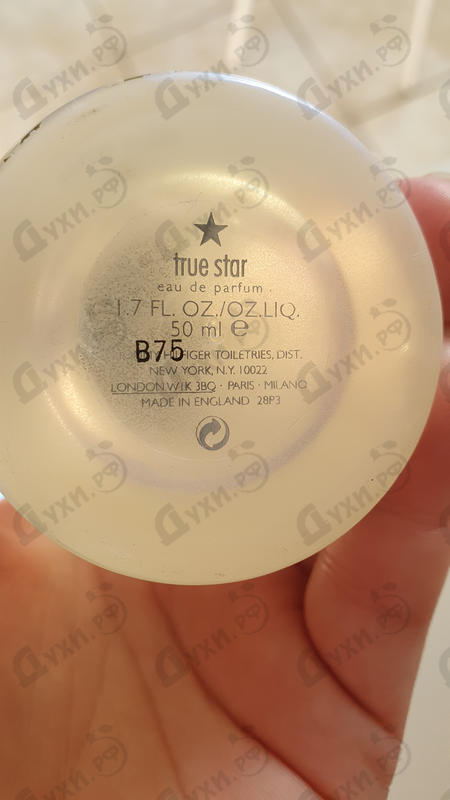 true star
eau de parfum
1.7 FL. OZ./OZ.LIQ.
50 ml e
B75
HILFIGER TOILETRIES, DIST.
NEW YORK, N.Y. 10022
LONDON W1K 3BQ · PARIS · MILANO
MADE IN ENGLAND 28P3
Духи.рф